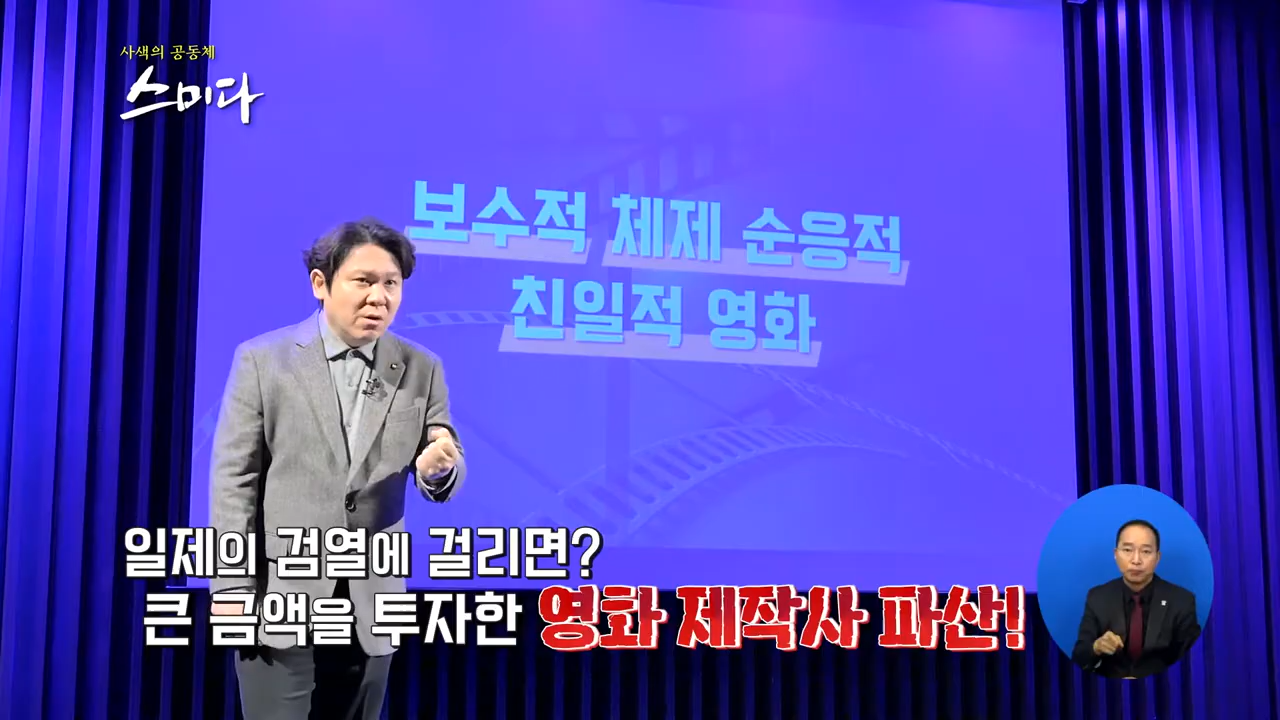 사색의 공동체
스미다
보수적 체제 순응적
친일적 영화
일제의 검열에 걸리면?
큰 금액을 투자한 영화 제작사 파산!